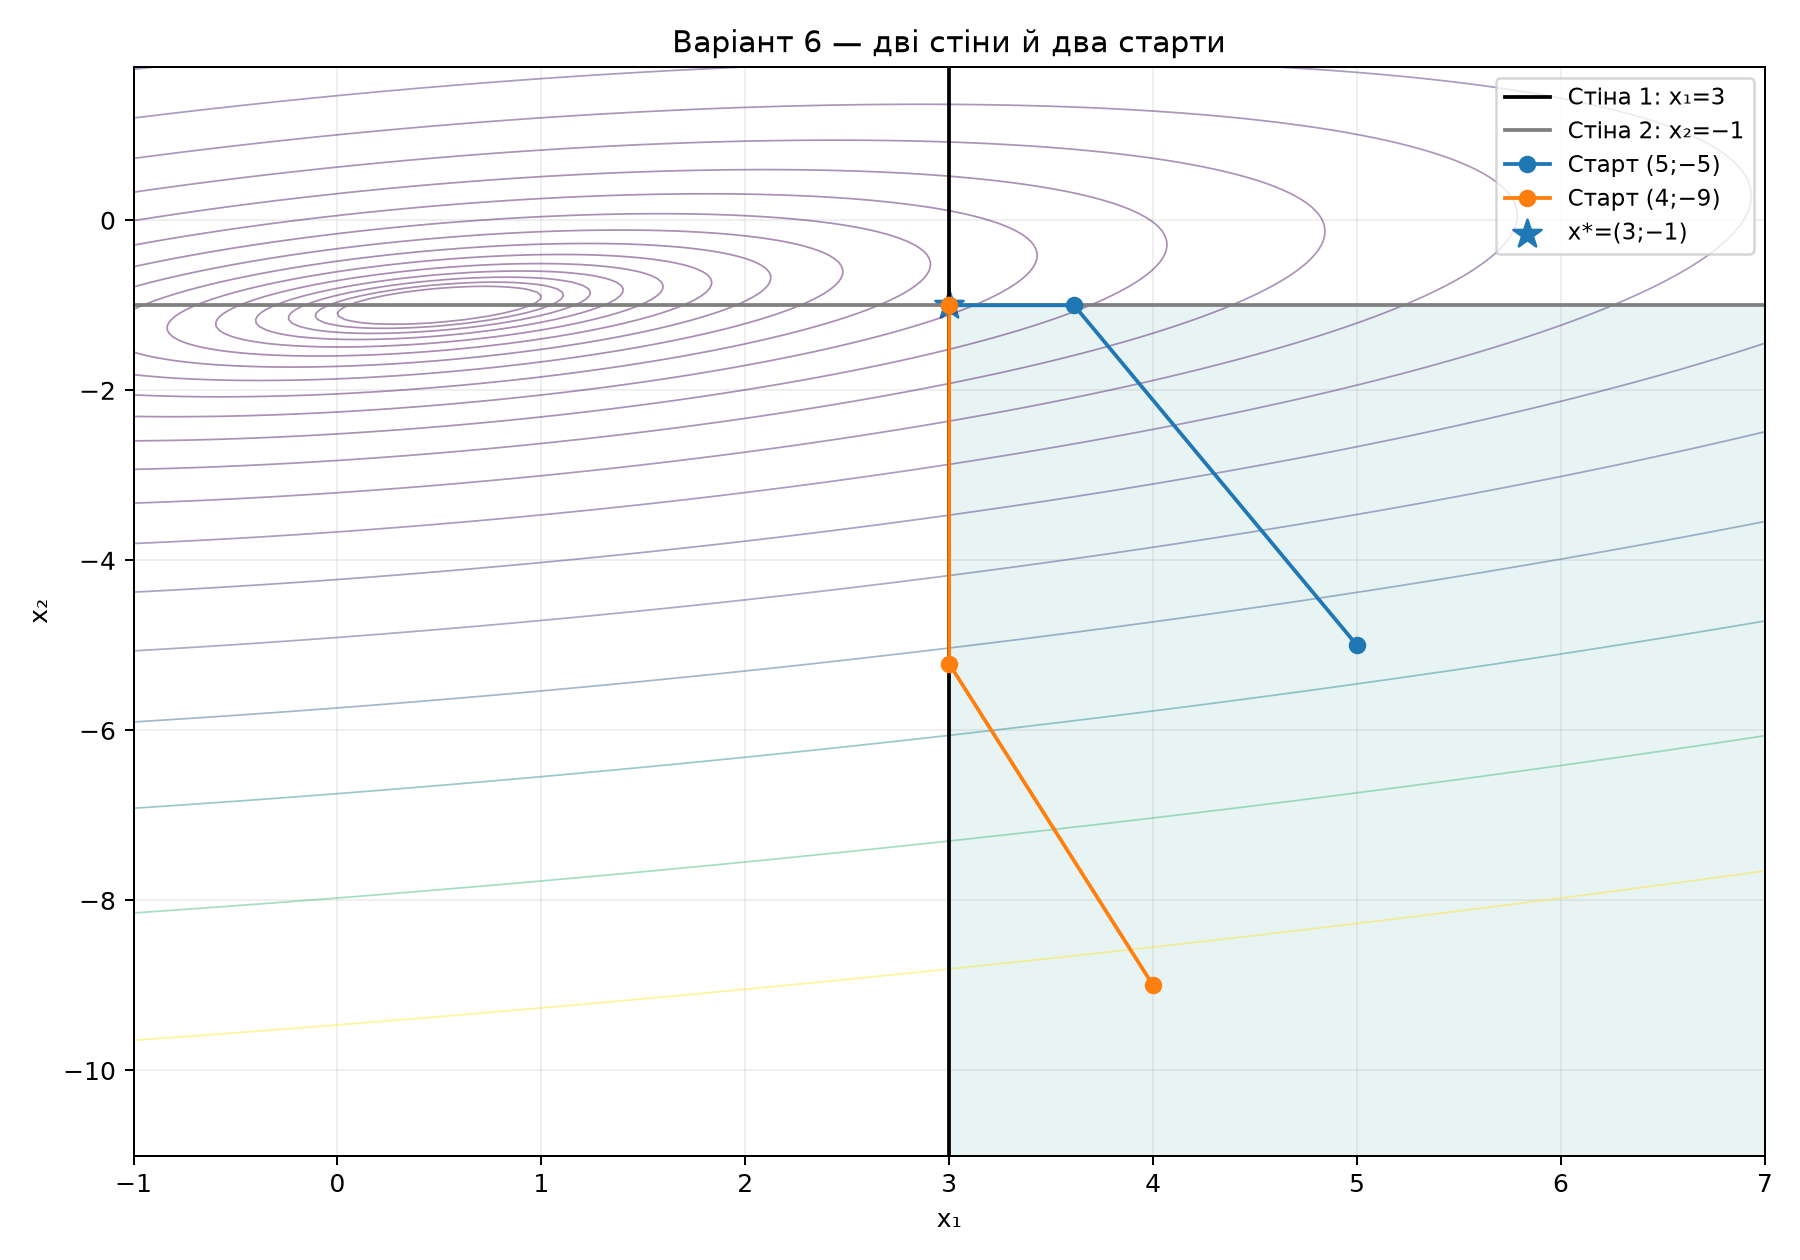 Варіант 6 — дві стіни й два старти
Стіна 1: x₁=3
Стіна 2: x₂=−1
Старт (5;−5)
Старт (4;−9)
x*=(3;−1)
0
−2
−4
−6
−8
−10
x₂
−1
0
1
2
3
4
5
6
7
x₁